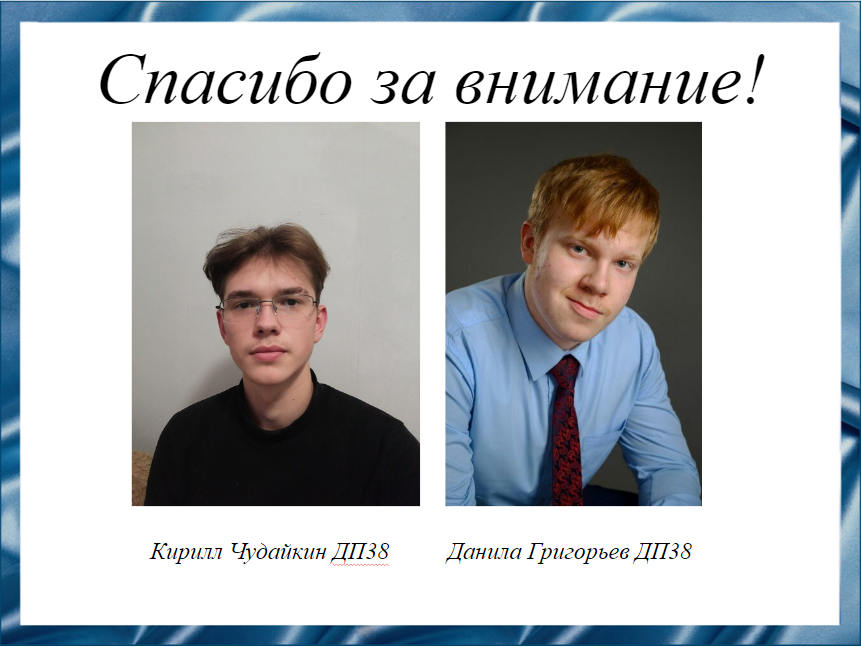 Спасибо за внимание!
Кирилл Чудайкин ДП38
Данила Григорьев ДП38